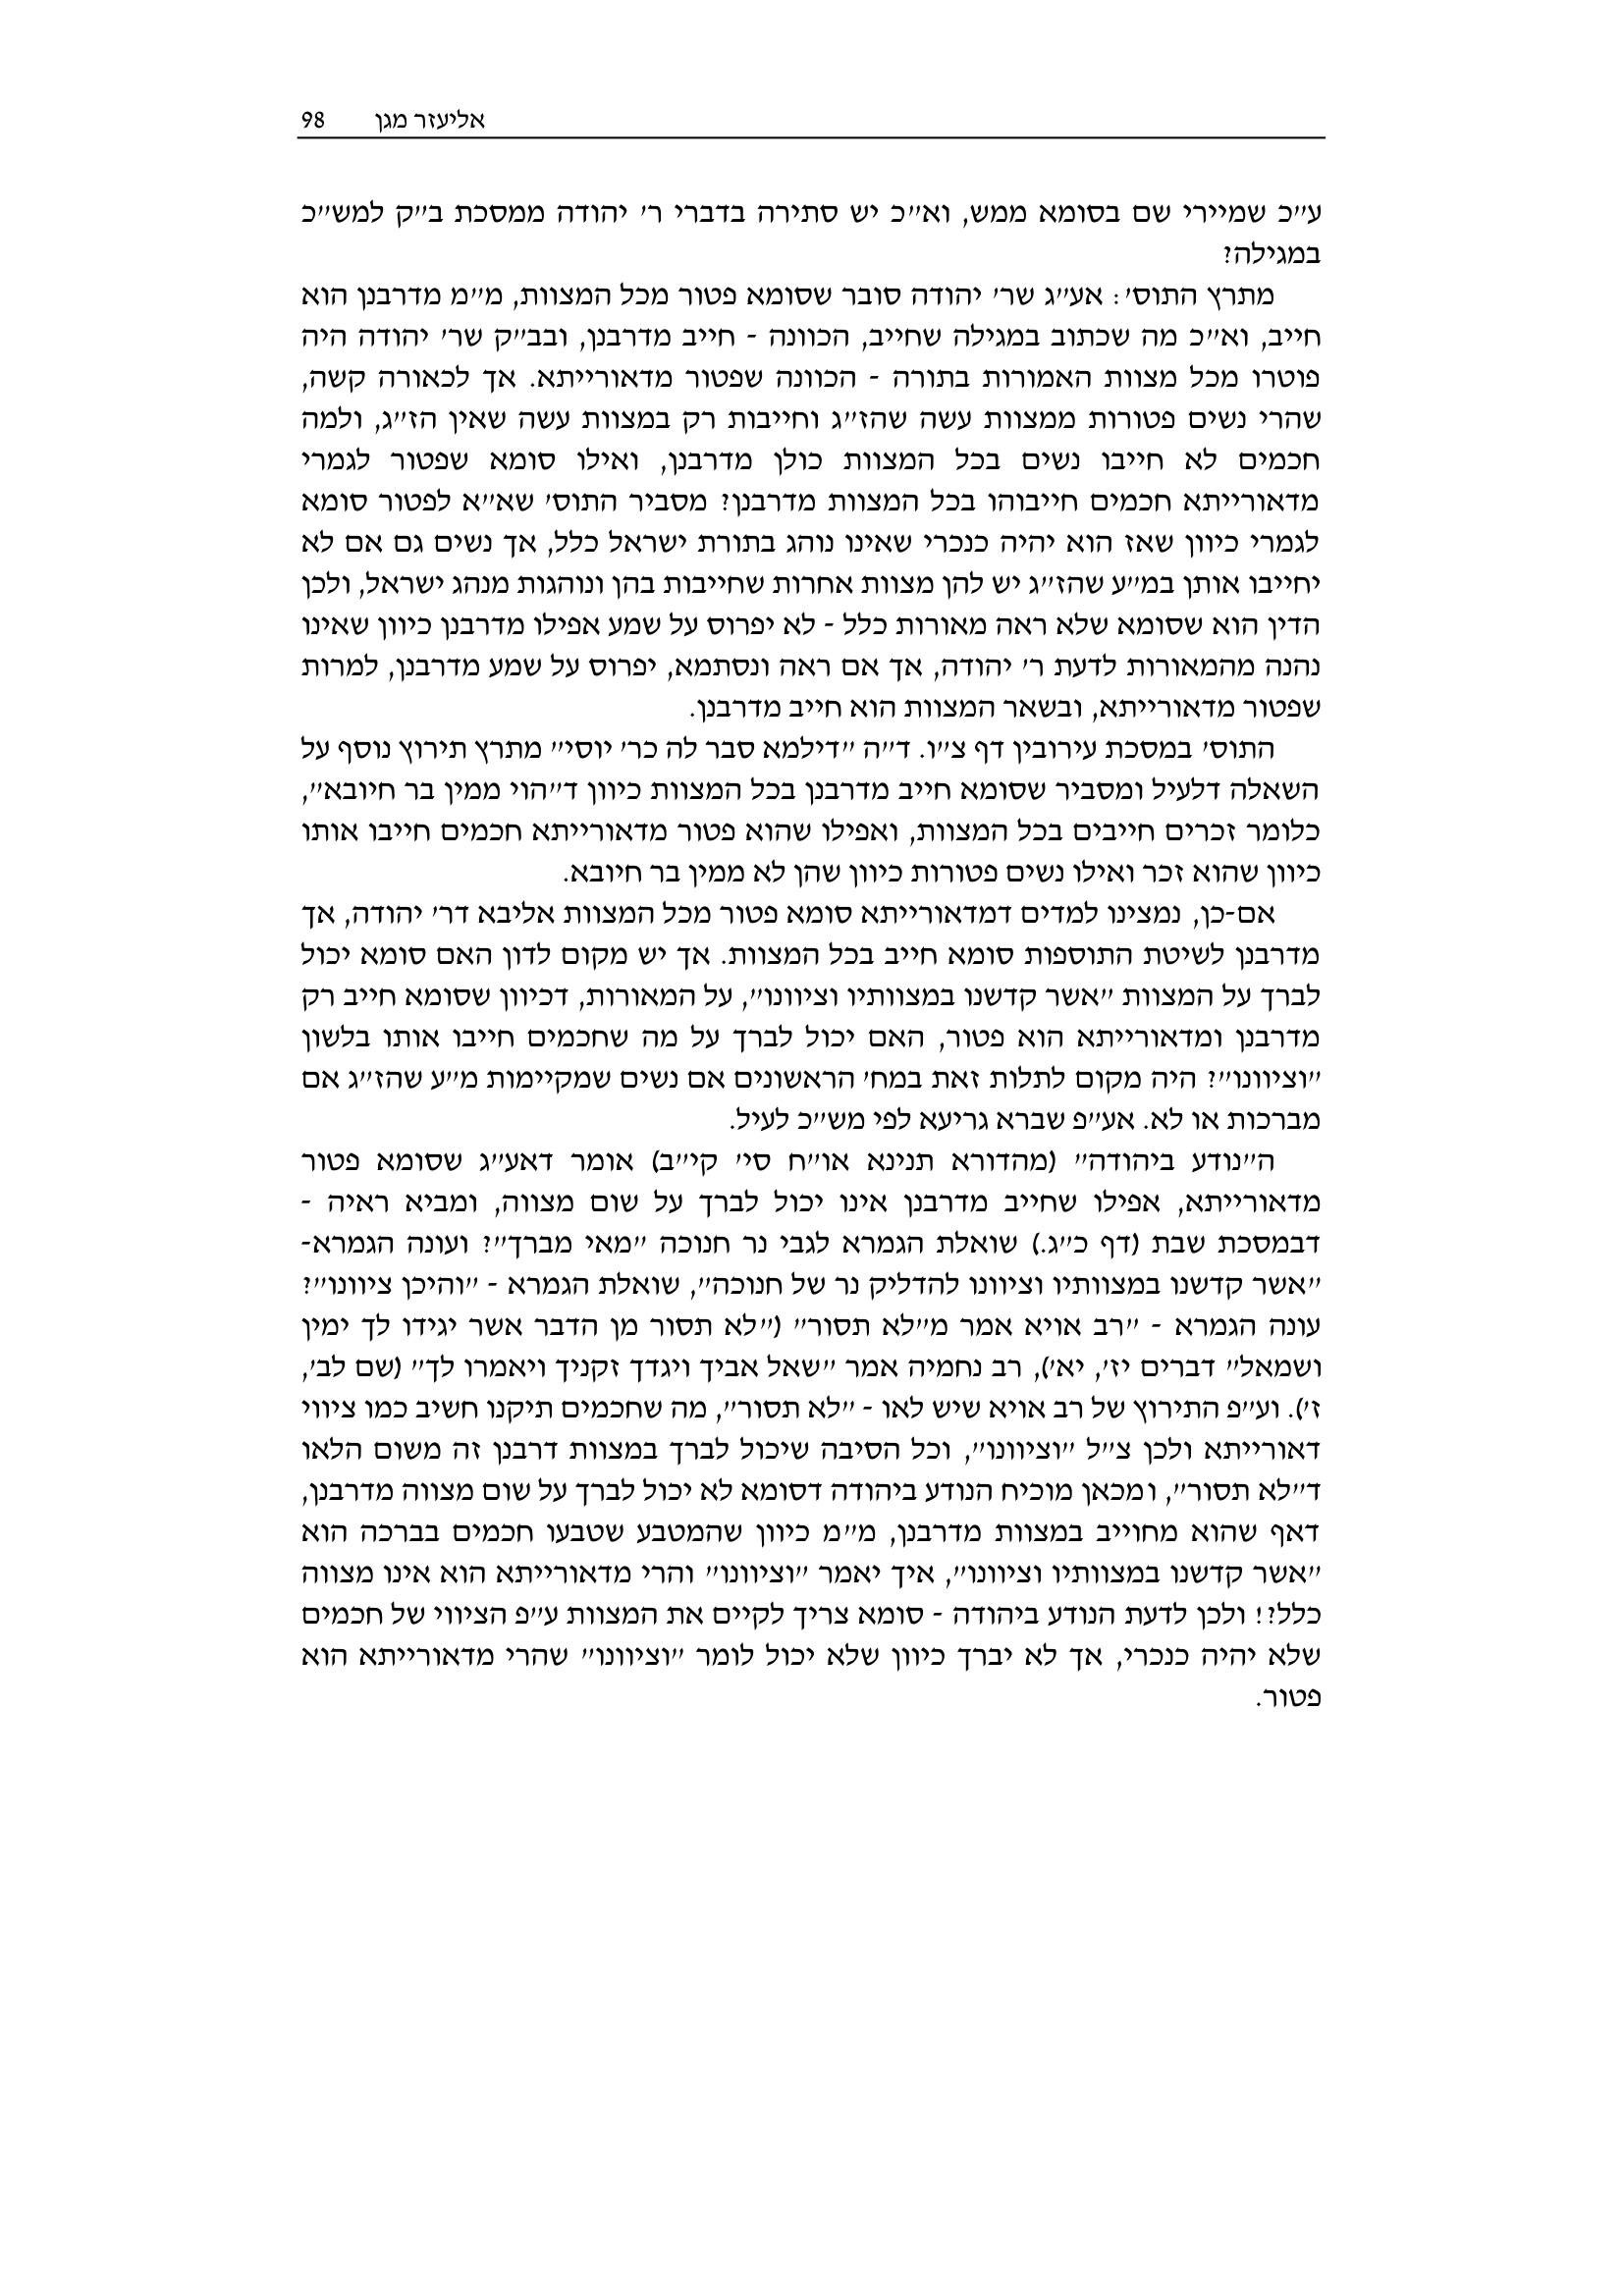 אליעזר מגן 98
ע״כ שמיירי שם בסומא ממש, וא״כ יש סתירה בדברי ר׳ יהודה ממסכת ב״ק למש״כ
במגילה?
מתרץ התוס׳: אע״ג שר׳ יהודה סובר שסומא פטור מכל המצוות, מ״מ מדרבנן הוא
חייב, וא״כ מה שכתוב במגילה שחייב, הכוונה - חייב מדרבנן, ובב״ק שר׳ יהודה היה
פוטרו מכל מצוות האמורות בתורה - הכוונה שפטור מדאורייתא. אך לכאורה קשה,
שהרי נשים פטורות ממצוות עשה שהז״ג וחייבות רק במצוות עשה שאין הז״ג, ולמה
חכמים לא חייבו נשים בכל המצוות כולן מדרבנן, ואילו סומא שפטור לגמרי
מדאורייתא חכמים חייבוהו בכל המצוות מדרבנן? מסביר התוס׳ שא״א לפטור סומא
לגמרי כיוון שאז הוא יהיה כנכרי שאינו נוהג בתורת ישראל כלל, אך נשים גם אם לא
יחייבו אותן במ״ע שהז״ג יש להן מצוות אחרות שחייבות בהן ונוהגות מנהג ישראל, ולכן
הדין הוא שסומא שלא ראה מאורות כלל - לא יפרוס על שמע אפילו מדרבנן כיוון שאינו
נהנה מהמאורות לדעת ר׳ יהודה, אך אם ראה ונסתמא, יפרוס על שמע מדרבנן, למרות
שפטור מדאורייתא, ובשאר המצוות הוא חייב מדרבנן.
התוס׳ במסכת עירובין דף צ״ו. ד״ה ״דילמא סבר לה כר׳ יוסי״ מתרץ תירוץ נוסף על
השאלה דלעיל ומסביר שסומא חייב מדרבנן בכל המצוות כיוון ד״הוי ממין בר חיובא״,
כלומר זכרים חייבים בכל המצוות, ואפילו שהוא פטור מדאורייתא חכמים חייבו אותו
כיוון שהוא זכר ואילו נשים פטורות כיוון שהן לא ממין בר חיובא.
אם-כן, נמצינו למדים דמדאורייתא סומא פטור מכל המצוות אליבא דר׳ יהודה, אך
מדרבנן לשיטת התוספות סומא חייב בכל המצוות. אך יש מקום לדון האם סומא יכול
לברך על המצוות ״אשר קדשנו במצוותיו וציוונו״, על המאורות, דכיוון שסומא חייב רק
מדרבנן ומדאורייתא הוא פטור, האם יכול לברך על מה שחכמים חייבו אותו בלשון
״וציוונו״? היה מקום לתלות זאת במח׳ הראשונים אם נשים שמקיימות מ״ע שהז״ג אם
מברכות או לא. אע״פ שברא גריעא לפי מש״כ לעיל.
ה״נודע ביהודה״ (מהדורא תנינא או״ח סי׳ קי״ב) אומר דאע״ג שסומא פטור
מדאורייתא, אפילו שחייב מדרבנן אינו יכול לברך על שום מצווה, ומביא ראיה -
דבמסכת שבת (דף כ״ג.) שואלת הגמרא לגבי נר חנוכה ״מאי מברך״? ועונה הגמרא-
״אשר קדשנו במצוותיו וציוונו להדליק נר של חנוכה״, שואלת הגמרא - ״והיכן ציוונו״?
עונה הגמרא - ״רב אויא אמר מ״לא תסור״ (״לא תסור מן הדבר אשר יגידו לך ימין
ושמאל״ דברים יז׳, יא׳), רב נחמיה אמר ״שאל אביך ויגדך זקניך ויאמרו לך״ (שם לב׳,
ז׳). וע״פ התירוץ של רב אויא שיש לאו - ״לא תסור״, מה שחכמים תיקנו חשיב כמו ציווי
דאורייתא ולכן צ״ל ״וציוונו״, וכל הסיבה שיכול לברך במצוות דרבנן זה משום הלאו
ד״לא תסור״, ומכאן מוכיח הנודע ביהודה דסומא לא יכול לברך על שום מצווה מדרבנן,
דאף שהוא מחוייב במצוות מדרבנן, מ״מ כיוון שהמטבע שטבעו חכמים בברכה הוא
״אשר קדשנו במצוותיו וציוונו״, איך יאמר ״וציוונו״ והרי מדאורייתא הוא אינו מצווה
כלל?! ולכן לדעת הנודע ביהודה - סומא צריך לקיים את המצוות ע״פ הציווי של חכמים
שלא יהיה כנכרי, אך לא יברך כיוון שלא יכול לומר ״וציוונו״ שהרי מדאורייתא הוא
פטור.